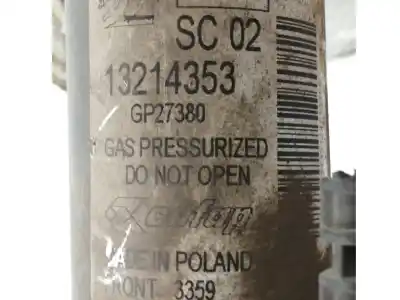 SC 02
13214353
GP27380
GAS PRESSURIZED
DO NOT OPEN
IN POLAND
3359